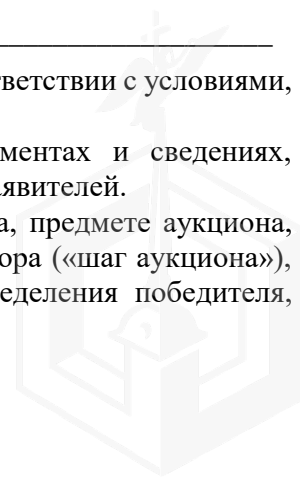 ответствии с условиями,
ментах и сведениях,
явителей.
а, предмете аукциона,
ора («шаг аукциона»),
еделения победителя,